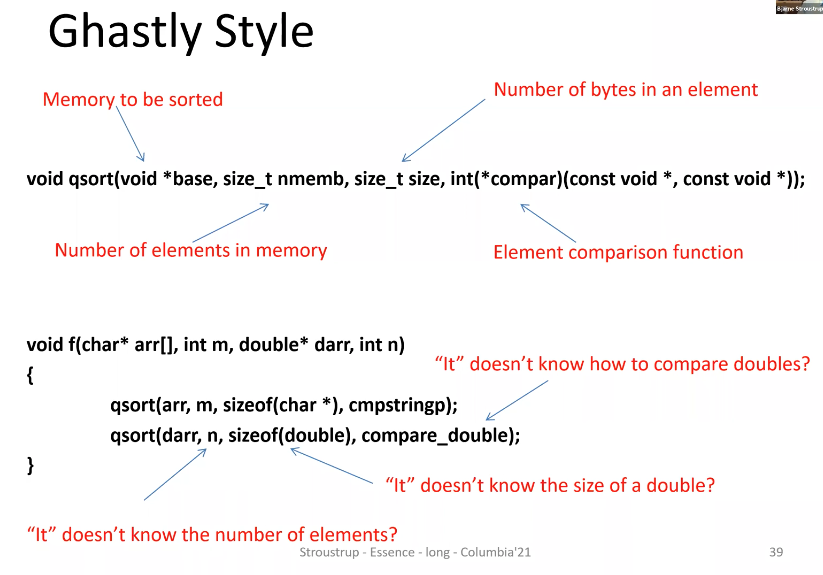 Bjarne Stroustrup
Ghastly Style
Memory to be sorted
Number of bytes in an element
void qsort(void *base, size_t nmemb, size_t size, int(*compar)(const void *, const void *));
Number of elements in memory
Element comparison function
void f(char* arr[], int m, double* darr, int n)
“It” doesn’t know how to compare doubles?
{
qsort(arr, m, sizeof(char *), cmpstringp);
qsort(darr, n, sizeof(double), compare_double);
}
“It” doesn’t know the size of a double?
“It” doesn’t know the number of elements?
Stroustrup - Essence - long - Columbia'21
39